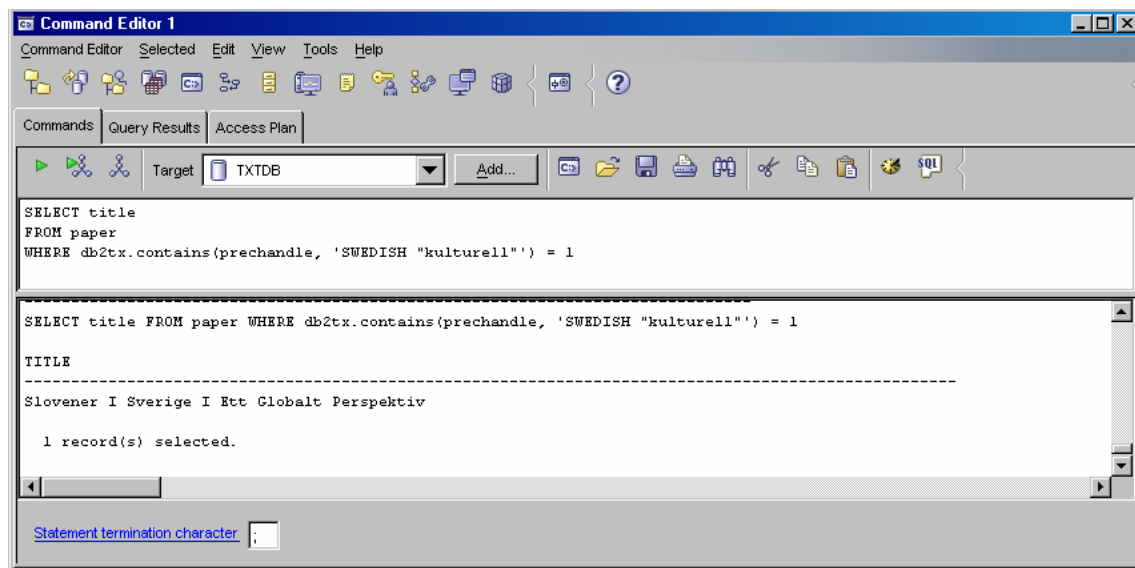 Command Editor 1
Command Editor Selected Edit View Tools Help
Commands Query Results Access Plan
Target TXTDB Add... SQL
SELECT title
FROM paper
WHERE db2tx.contains(prechandle, 'SWEDISH "kulturell"') = 1
--------------------------------------------------------------------------------
SELECT title FROM paper WHERE db2tx.contains(prechandle, 'SWEDISH "kulturell"') = 1
TITLE
----------------------------------------------------------------------------------------------------
Slovener I Sverige I Ett Globalt Perspektiv
1 record(s) selected.
Statement termination character ;